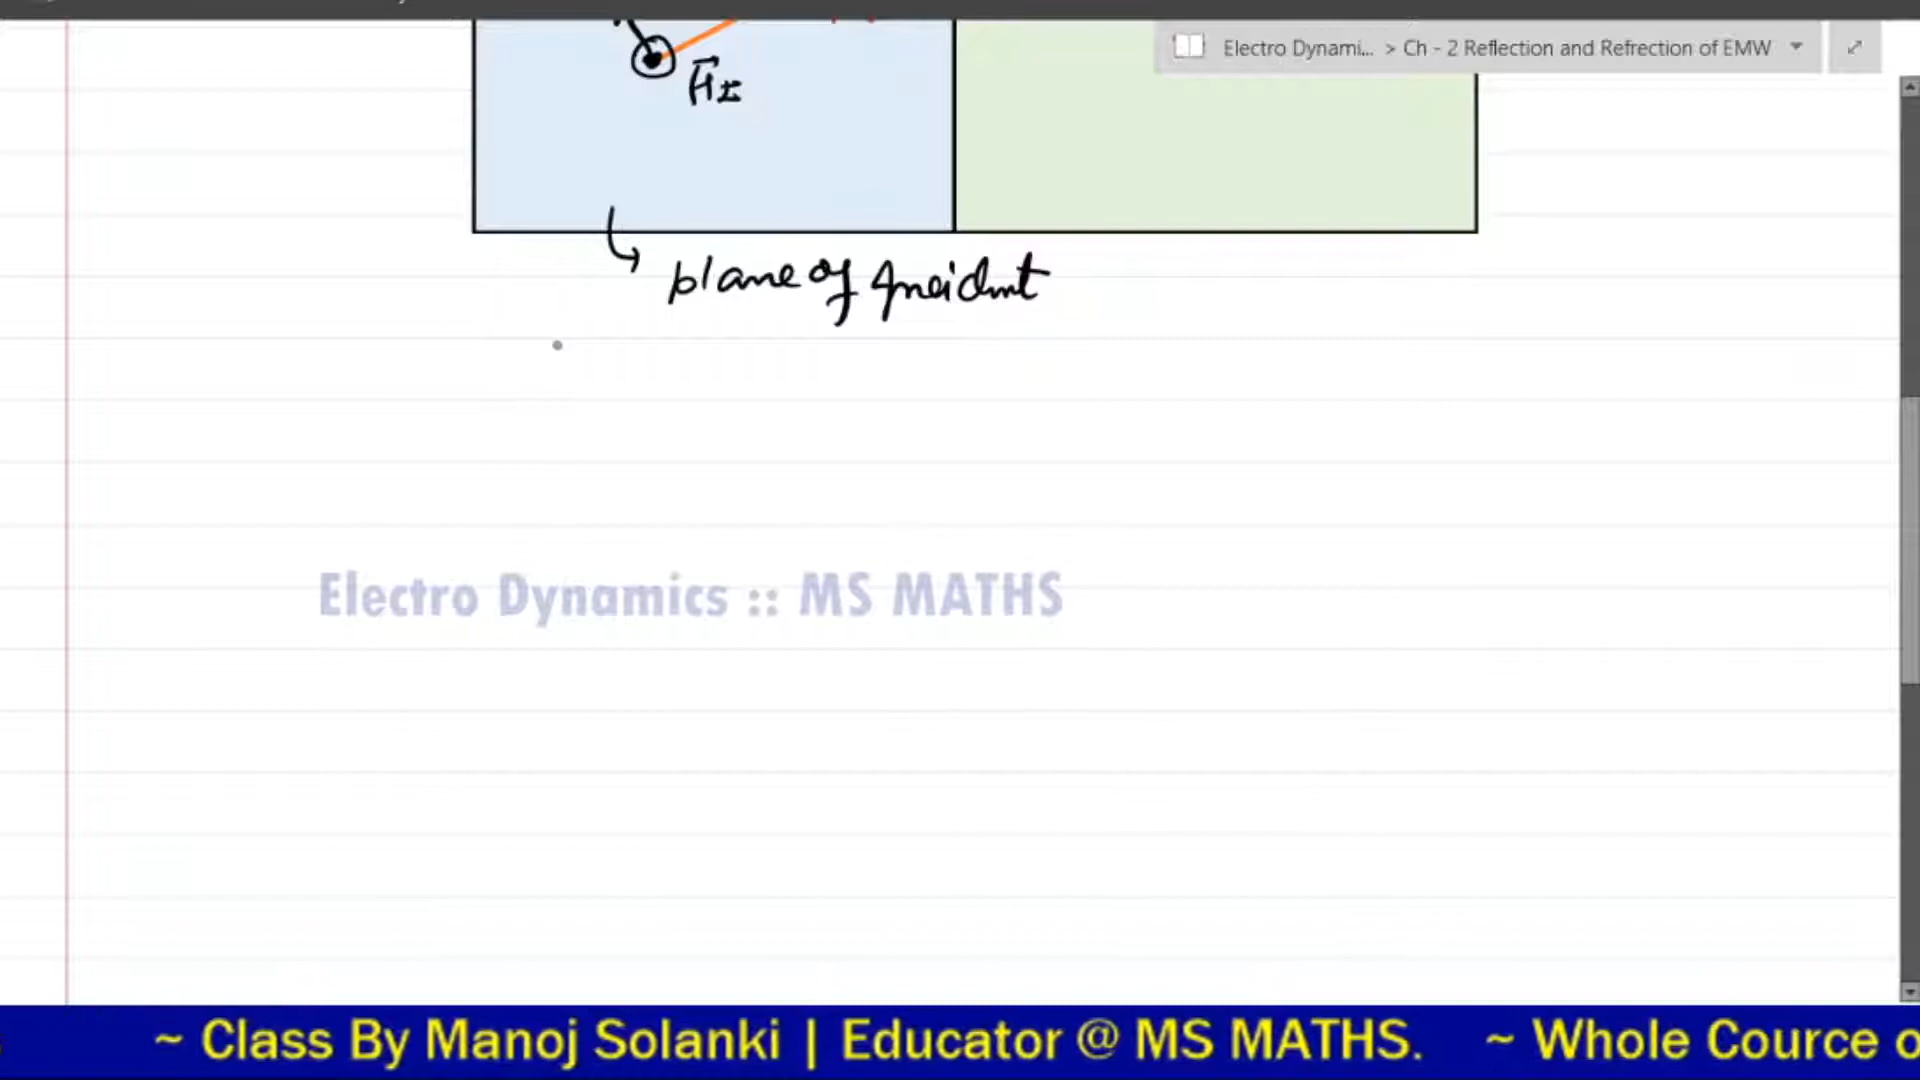 Electro Dynami... > Ch - 2 Reflection and Refrection of EMW
H⃗I
plane of Incident
Electro Dynamics :: MS MATHS
~ Class By Manoj Solanki | Educator @ MS MATHS. ~ Whole Cource o